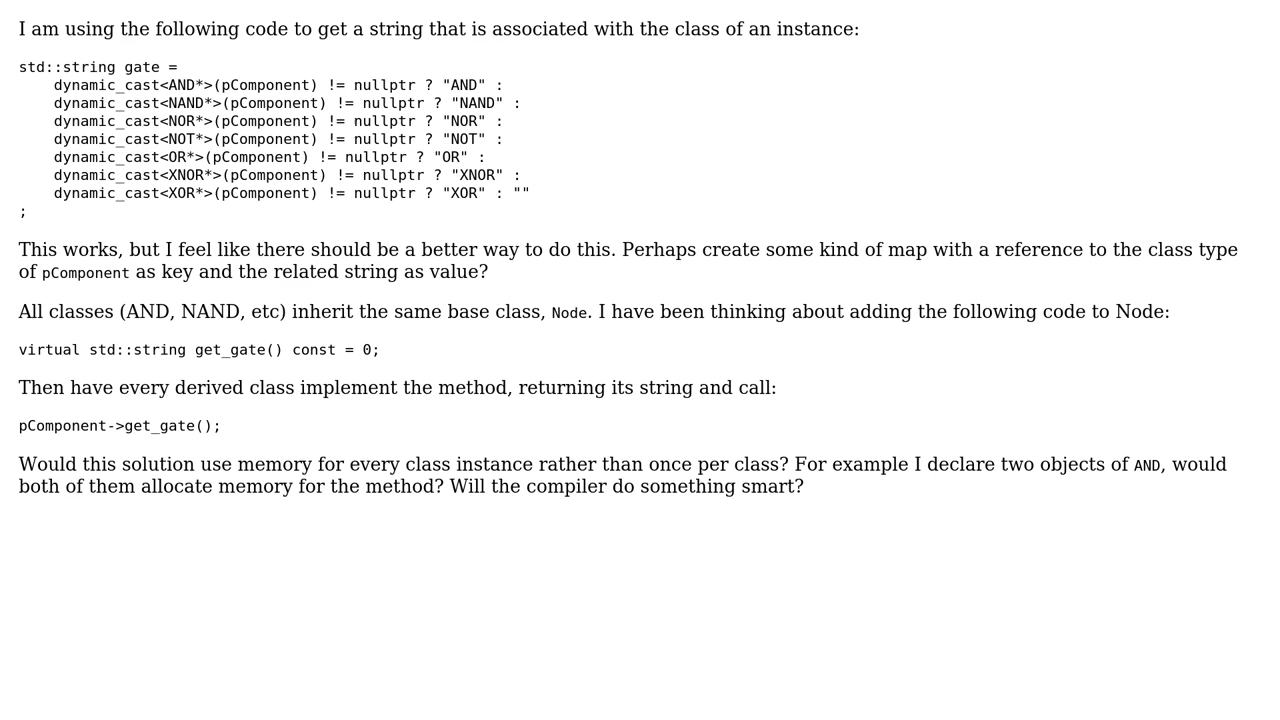 I am using the following code to get a string that is associated with the class of an instance:
std::string gate =
    dynamic_cast<AND*>(pComponent) != nullptr ? "AND" :
    dynamic_cast<NAND*>(pComponent) != nullptr ? "NAND" :
    dynamic_cast<NOR*>(pComponent) != nullptr ? "NOR" :
    dynamic_cast<NOT*>(pComponent) != nullptr ? "NOT" :
    dynamic_cast<OR*>(pComponent) != nullptr ? "OR" :
    dynamic_cast<XNOR*>(pComponent) != nullptr ? "XNOR" :
    dynamic_cast<XOR*>(pComponent) != nullptr ? "XOR" : ""
;
This works, but I feel like there should be a better way to do this. Perhaps create some kind of map with a reference to the class type
of pComponent as key and the related string as value?
All classes (AND, NAND, etc) inherit the same base class, Node. I have been thinking about adding the following code to Node:
virtual std::string get_gate() const = 0;
Then have every derived class implement the method, returning its string and call:
pComponent->get_gate();
Would this solution use memory for every class instance rather than once per class? For example I declare two objects of AND, would
both of them allocate memory for the method? Will the compiler do something smart?